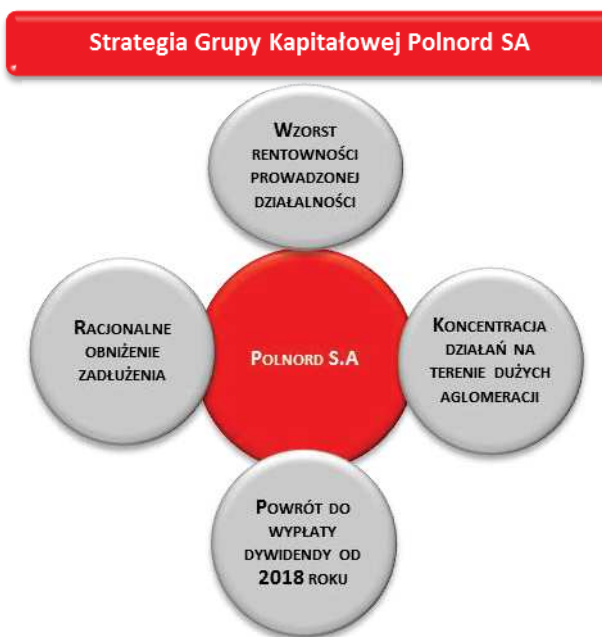 Strategia Grupy Kapitałowej Polnord SA
WZORST
RENTOWNOŚCI
PROWADZONEJ
DZIAŁALNOŚCI
RACJONALNE
OBNIŻENIE
ZADŁUŻENIA
POLNORD S.A
KONCENTRACJA
DZIAŁAŃ NA
TERENIE DUŻYCH
AGLOMERACJI
POWRÓT DO
WYPŁATY
DYWIDENDY OD
2018 ROKU